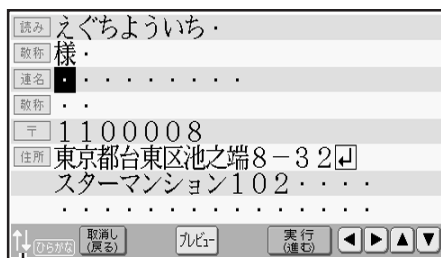 読み えぐちよういち・
敬称 様・
連名 ・・・・・・・・・
敬称 ・・
〒 1100008
住所 東京都台東区池之端8－32↵
スターマンション102・・・・
・・・・・・・・・・・・・・・
ひらがな 取消し(戻る) プレビュー 実行(進む) ◀ ▶ ▲ ▼